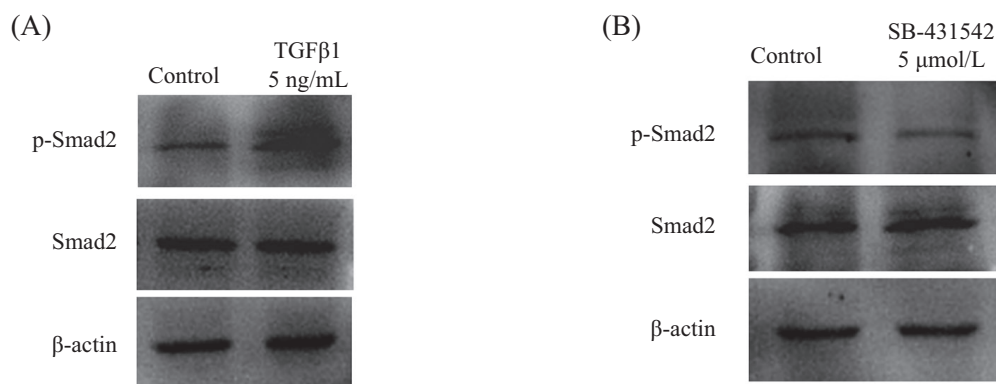 (A)
Control
TGFβ1
5 ng/mL
p-Smad2
Smad2
β-actin
(B)
Control
SB-431542
5 μmol/L
p-Smad2
Smad2
β-actin